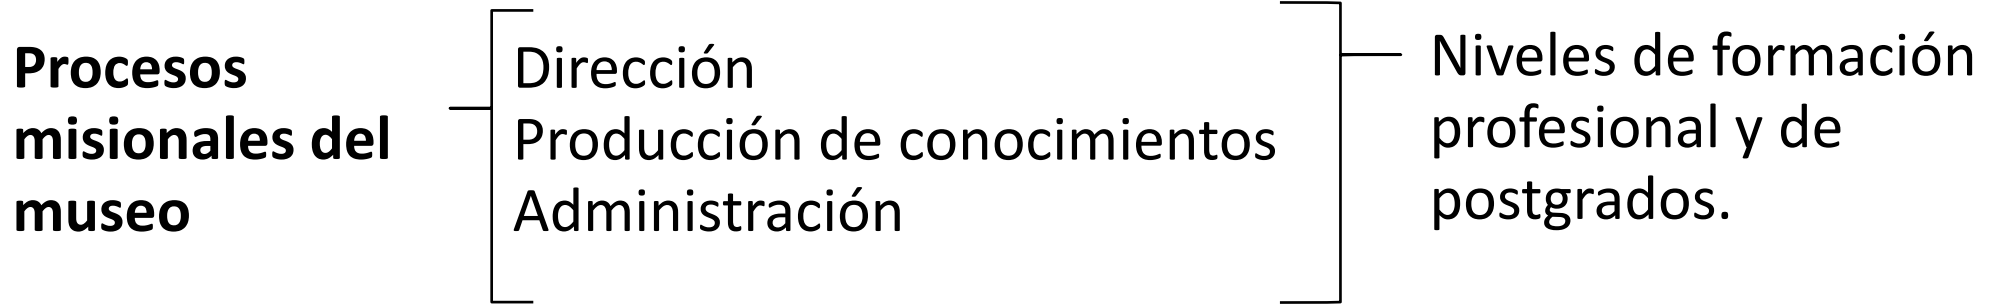 Procesos
misionales del
museo
Dirección
Producción de conocimientos
Administración
Niveles de formación
profesional y de
postgrados.